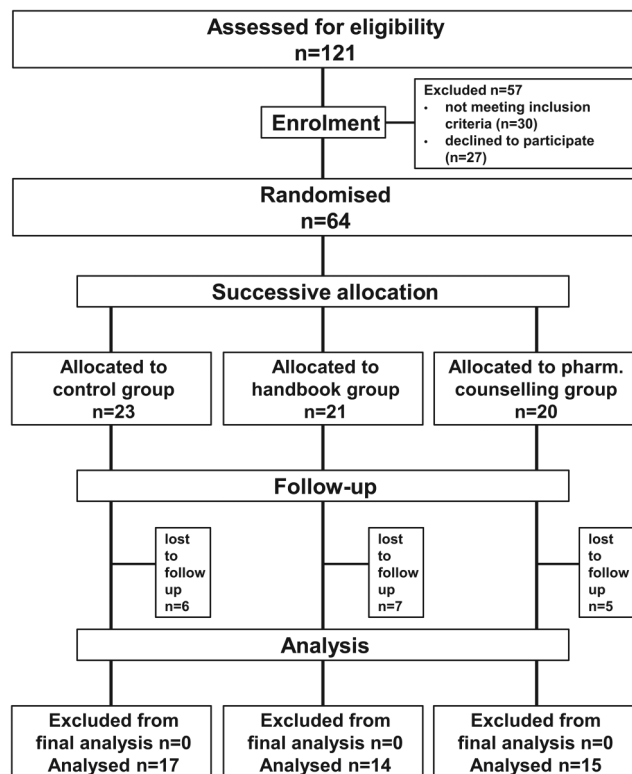 Assessed for eligibility
n=121
Enrolment
Excluded n=57
• not meeting inclusion
criteria (n=30)
• declined to participate
(n=27)
Randomised
n=64
Successive allocation
Allocated to
control group
n=23
Allocated to
handbook group
n=21
Allocated to pharm.
counselling group
n=20
Follow-up
lost
to
follow
up
n=6
lost
to
follow
up
n=7
lost
to
follow
up
n=5
Analysis
Excluded from
final analysis n=0
Analysed n=17
Excluded from
final analysis n=0
Analysed n=14
Excluded from
final analysis n=0
Analysed n=15